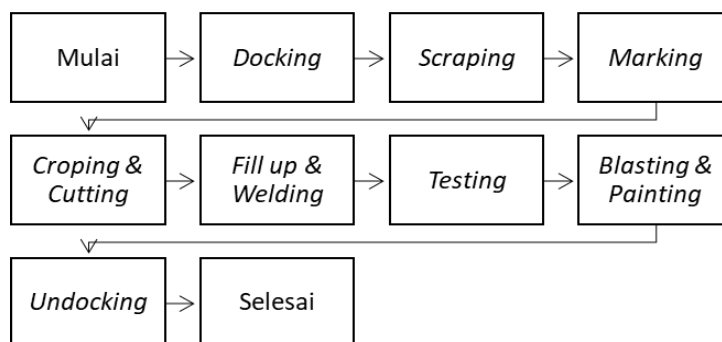 Mulai
Docking
Scraping
Marking
Croping &
Cutting
Fill up &
Welding
Testing
Blasting &
Painting
Undocking
Selesai